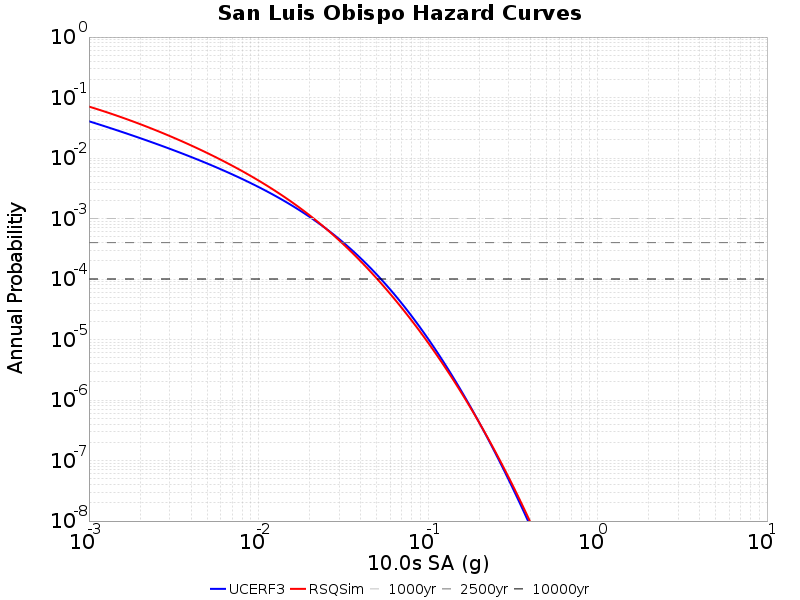 San Luis Obispo Hazard Curves
10^0
10^-1
10^-2
10^-3
10^-4
10^-5
10^-6
10^-7
10^-8
Annual Probabilitiy
10^-3 10^-2 10^-1 10^0 10^1
10.0s SA (g)
UCERF3 RSQSim 1000yr 2500yr 10000yr